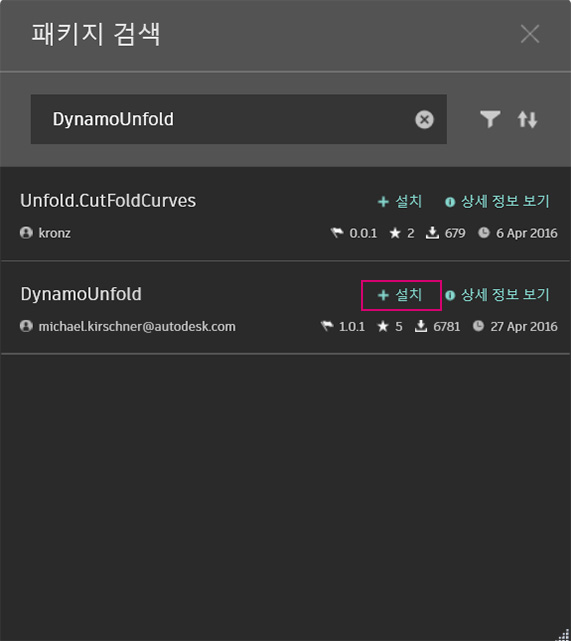 패키지 검색
DynamoUnfold
Unfold.CutFoldCurves 설치 상세 정보 보기
kronz 0.0.1 2 679 6 Apr 2016
DynamoUnfold 설치 상세 정보 보기
michael.kirschner@autodesk.com 1.0.1 5 6781 27 Apr 2016